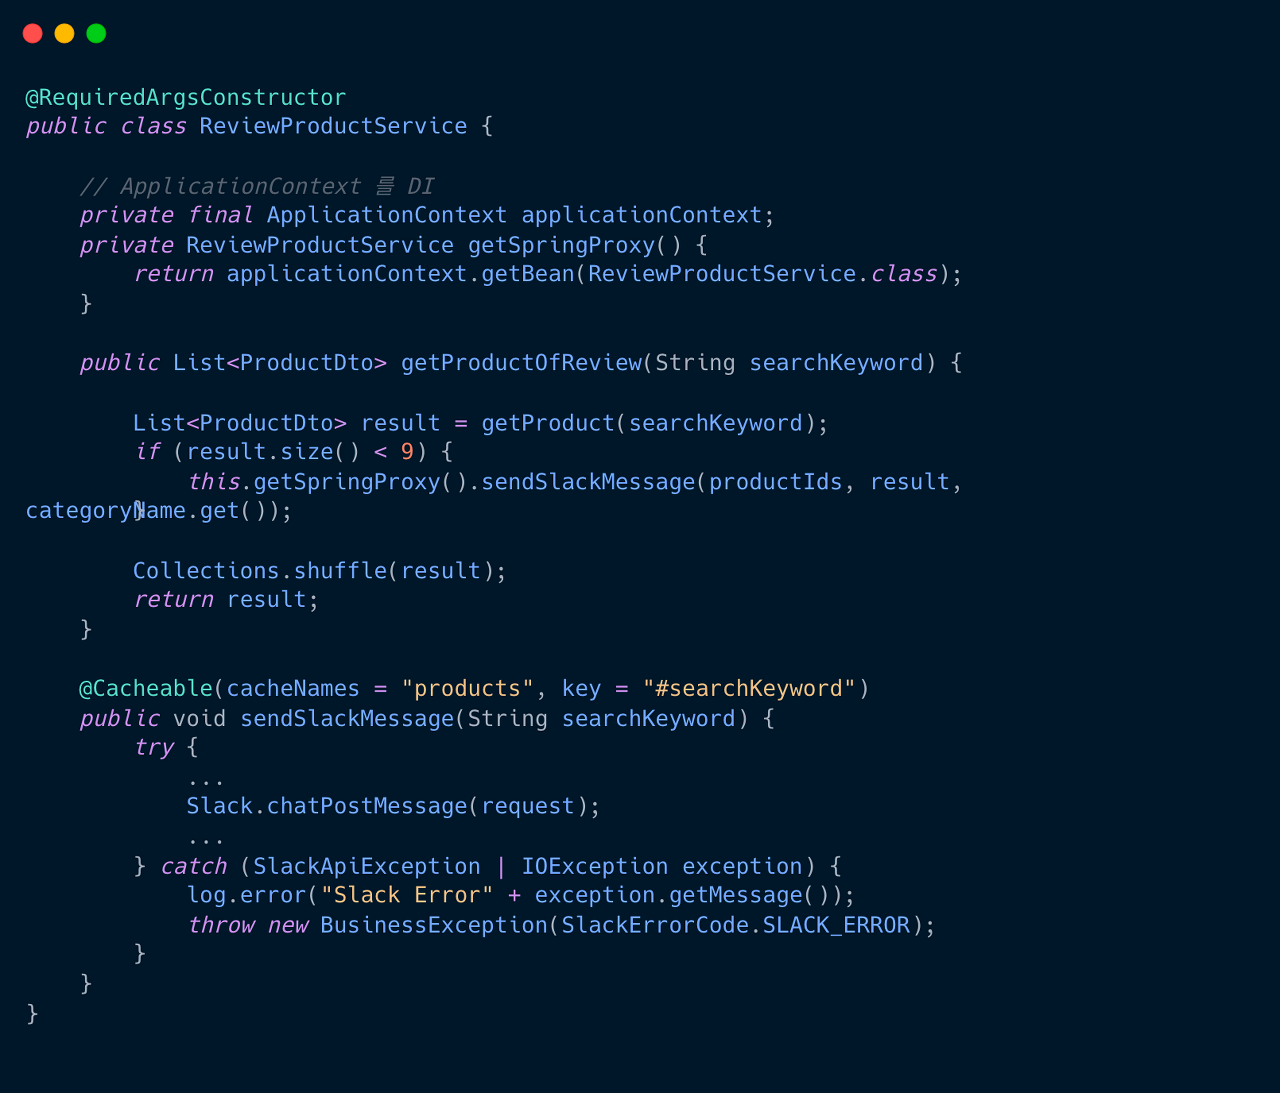 @RequiredArgsConstructor
public class ReviewProductService {
// ApplicationContext 를 DI
private final ApplicationContext applicationContext;
private ReviewProductService getSpringProxy() {
return applicationContext.getBean(ReviewProductService.class);
}
public List<ProductDto> getProductOfReview(String searchKeyword) {
List<ProductDto> result = getProduct(searchKeyword);
if (result.size() < 9) {
this.getSpringProxy().sendSlackMessage(productIds, result,
categoryName.get());
}
Collections.shuffle(result);
return result;
}
@Cacheable(cacheNames = "products", key = "#searchKeyword")
public void sendSlackMessage(String searchKeyword) {
try {
...
Slack.chatPostMessage(request);
...
} catch (SlackApiException | IOException exception) {
log.error("Slack Error" + exception.getMessage());
throw new BusinessException(SlackErrorCode.SLACK_ERROR);
}
}
}